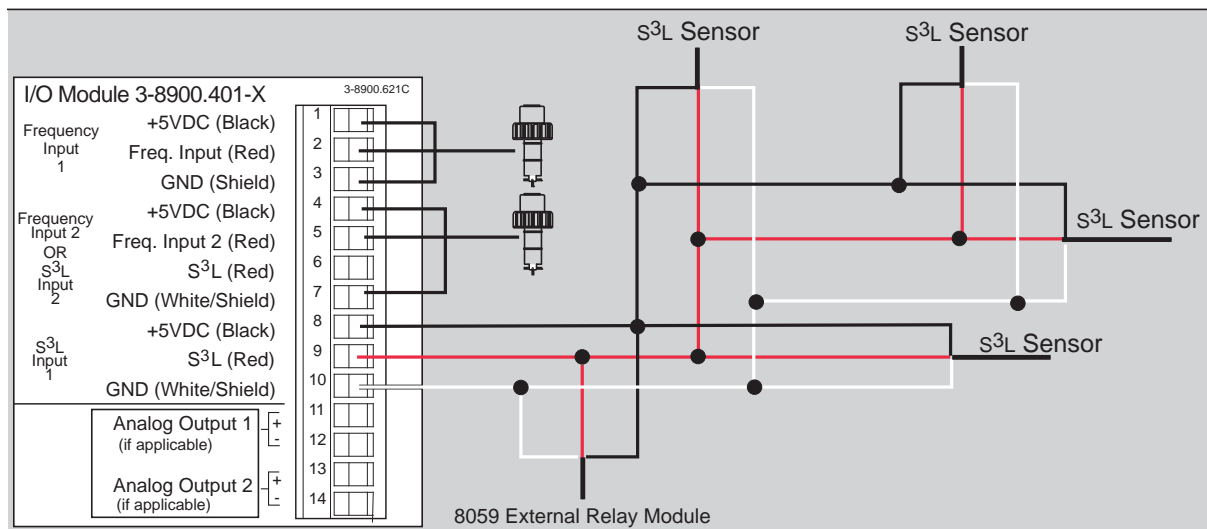 S³L Sensor
S³L Sensor
I/O Module 3-8900.401-X
3-8900.621C
Frequency
Input
1
+5VDC (Black)
1
Freq. Input (Red)
2
GND (Shield)
3
Frequency
Input 2
OR
S³L
Input
2
+5VDC (Black)
4
Freq. Input 2 (Red)
5
S³L (Red)
6
GND (White/Shield)
7
S³L
Input
1
+5VDC (Black)
8
S³L (Red)
9
GND (White/Shield)
10
11
12
13
14
Analog Output 1
(if applicable)
+
-
Analog Output 2
(if applicable)
+
-
S³L Sensor
S³L Sensor
8059 External Relay Module